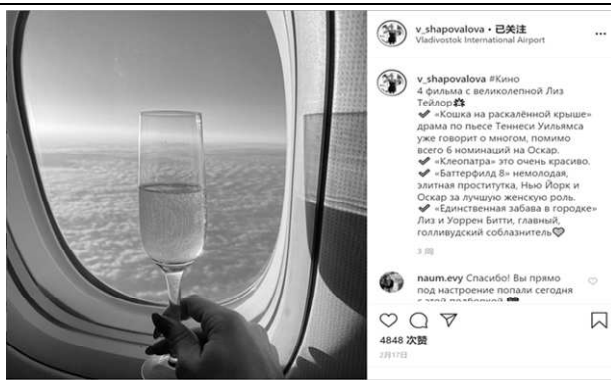 v_shapovalova • 已关注
Vladivostok International Airport
v_shapovalova #Кино
4 фильма с великолепной Лиз
Тейлор
✔ «Кошка на раскалённой крыше»
драма по пьесе Теннеси Уильямса
уже говорит о многом, помимо
всего 6 номинаций на Оскар.
✔ «Клеопатра» это очень красиво.
✔ «Баттерфилд 8» немолодая,
элитная проститутка, Нью Йорк и
Оскар за лучшую женскую роль.
✔ «Единственная забава в городке»
Лиз и Уоррен Битти, главный,
голливудский соблазнитель
3 周
naum.evy Спасибо! Вы прямо
под настроение попали сегодня
с этой подборкой
4848 次赞
2月17日